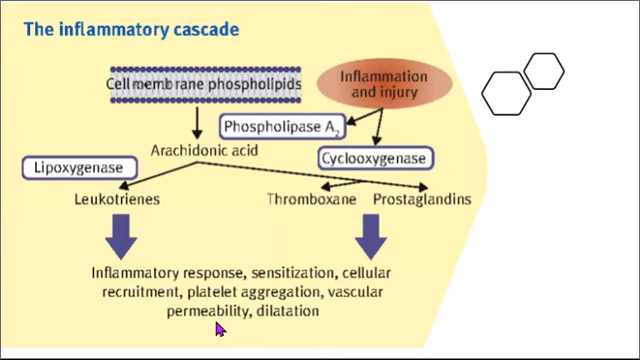 The inflammatory cascade
Cell membrane phospholipids
Inflammation
and injury
Phospholipase A₂
Arachidonic acid
Cyclooxygenase
Lipoxygenase
Leukotrienes
Thromboxane
Prostaglandins
Inflammatory response, sensitization, cellular
recruitment, platelet aggregation, vascular
permeability, dilatation